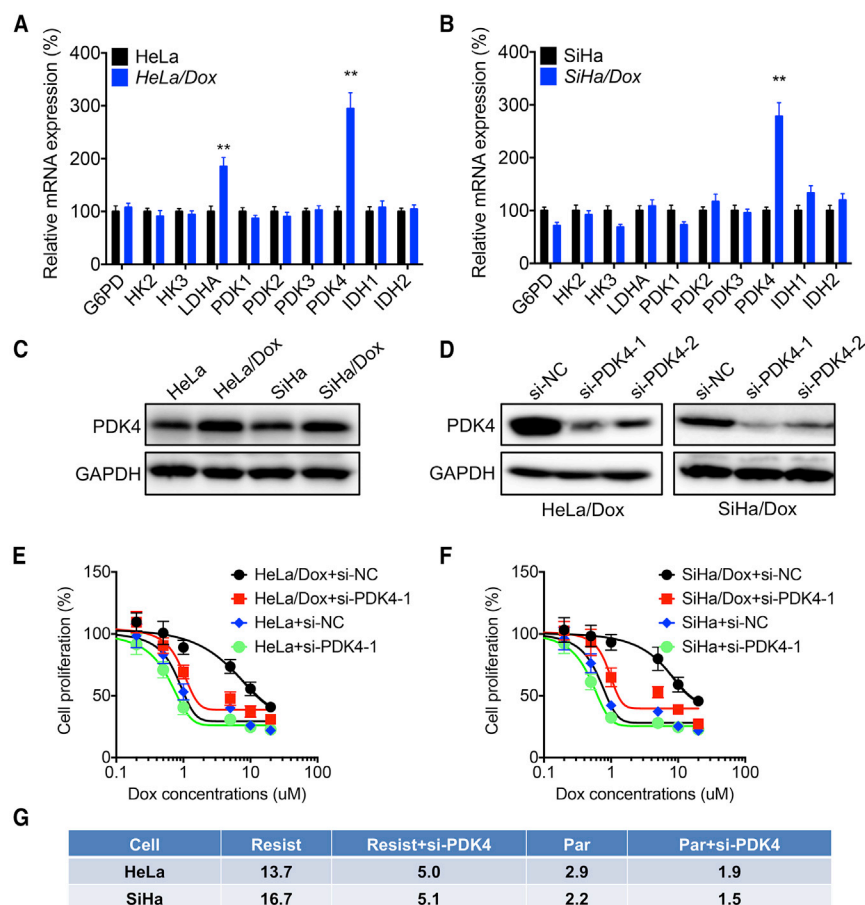 A
Relative mRNA expression (%)
HeLa
HeLa/Dox
400
300
200
100
0
**
**
G6PD
HK2
HK3
LDHA
PDK1
PDK2
PDK3
PDK4
IDH1
IDH2
B
Relative mRNA expression (%)
SiHa
SiHa/Dox
400
300
200
100
0
**
G6PD
HK2
HK3
LDHA
PDK1
PDK2
PDK3
PDK4
IDH1
IDH2
C
HeLa
HeLa/Dox
SiHa
SiHa/Dox
PDK4
GAPDH
D
si-NC
si-PDK4-1
si-PDK4-2
si-NC
si-PDK4-1
si-PDK4-2
PDK4
GAPDH
HeLa/Dox
SiHa/Dox
E
Cell proliferation (%)
150
100
50
0
HeLa/Dox+si-NC
HeLa/Dox+si-PDK4-1
HeLa+si-NC
HeLa+si-PDK4-1
0.1
1
10
100
Dox concentrations (uM)
F
Cell proliferation (%)
150
100
50
0
SiHa/Dox+si-NC
SiHa/Dox+si-PDK4-1
SiHa+si-NC
SiHa+si-PDK4-1
0.1
1
10
100
Dox concentrations (uM)
G
Cell Resist Resist+si-PDK4 Par Par+si-PDK4
HeLa 13.7 5.0 2.9 1.9
SiHa 16.7 5.1 2.2 1.5